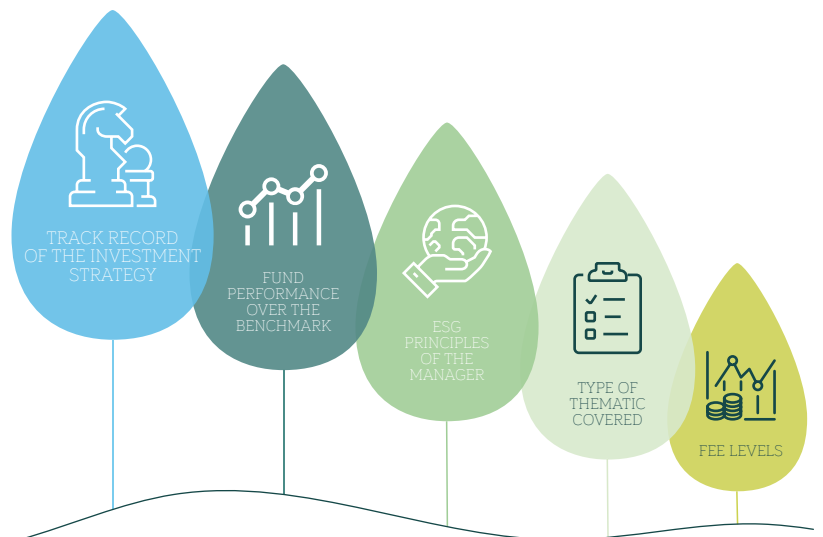 TRACK RECORD
OF THE INVESTMENT
STRATEGY
FUND
PERFORMANCE
OVER THE
BENCHMARK
ESG
PRINCIPLES
OF THE
MANAGER
TYPE OF
THEMATIC
COVERED
FEE LEVELS